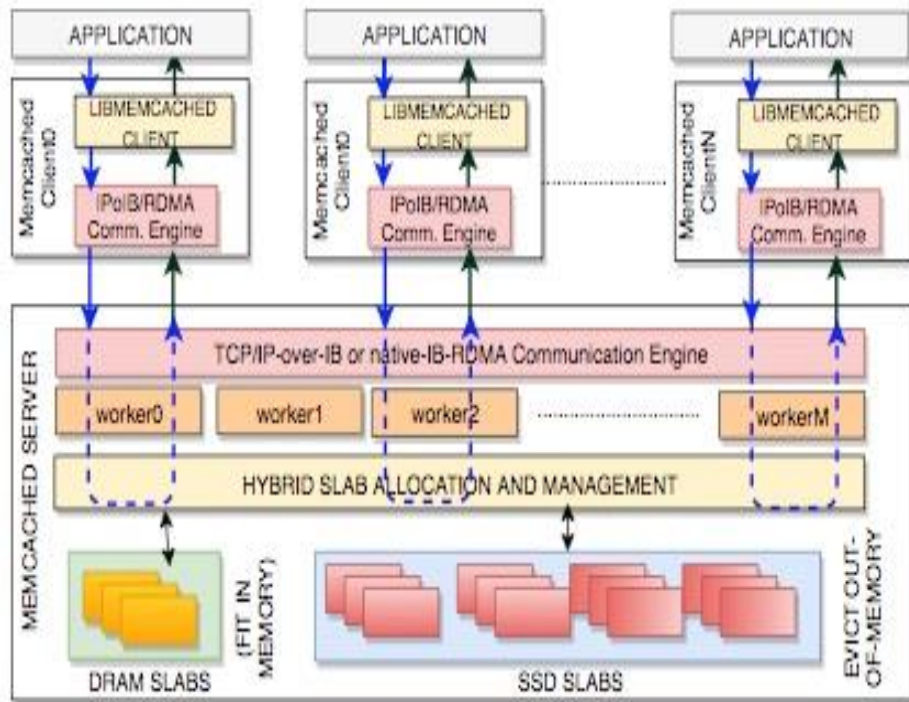 APPLICATION
Memcached
Client0
LIBMEMCACHED
CLIENT
IPoIB/RDMA
Comm. Engine
APPLICATION
Memcached
Client0
LIBMEMCACHED
CLIENT
IPoIB/RDMA
Comm. Engine
APPLICATION
Memcached
ClientN
LIBMEMCACHED
CLIENT
IPoIB/RDMA
Comm. Engine
MEMCACHED SERVER
TCP/IP-over-IB or native-IB-RDMA Communication Engine
worker0
worker1
worker2
workerM
HYBRID SLAB ALLOCATION AND MANAGEMENT
DRAM SLABS
(FIT IN
MEMORY)
SSD SLABS
EVICT OUT-
OF-MEMORY